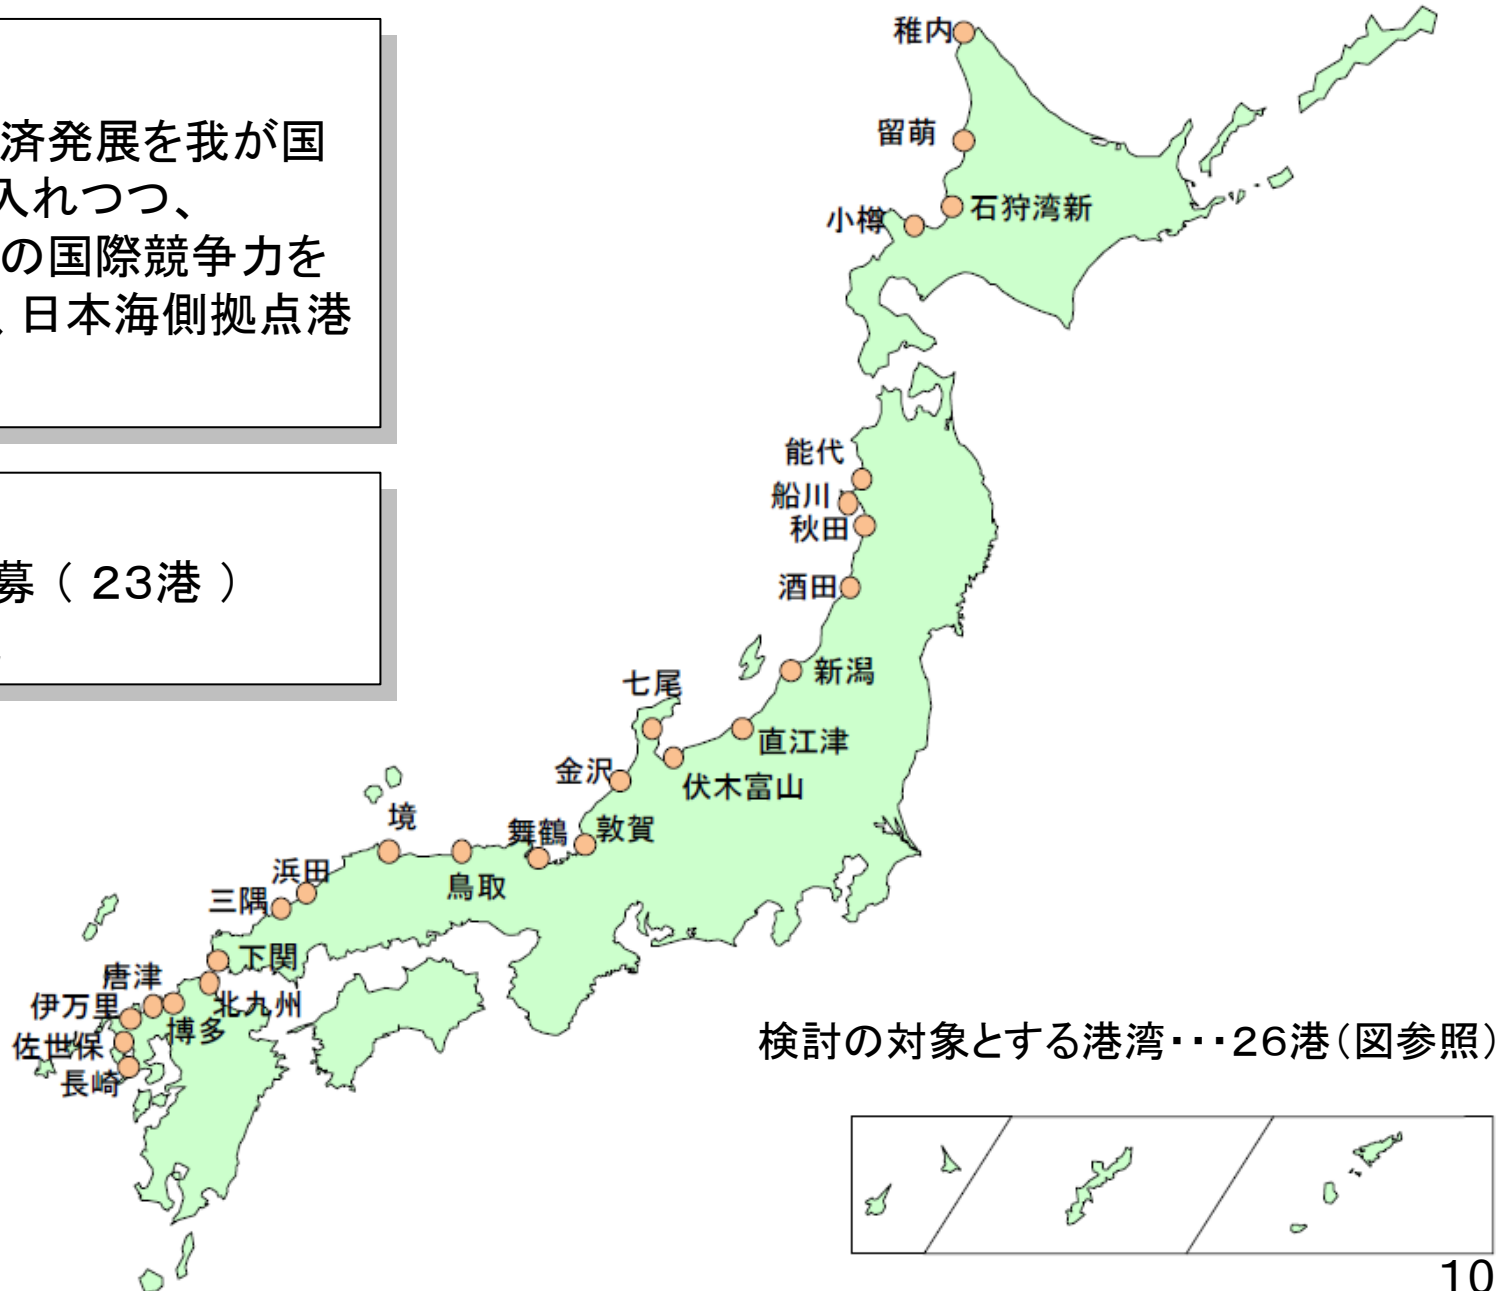 済発展を我が国
入れつつ、
の国際競争力を
、日本海側拠点港
募（ 23港 ）
稚内
留萌
石狩湾新
小樽
能代
船川
秋田
酒田
新潟
七尾
直江津
金沢
伏木富山
境
舞鶴
敦賀
浜田
鳥取
三隅
下関
唐津
伊万里
北九州
博多
佐世保
長崎
検討の対象とする港湾・・・26港（図参照）
10